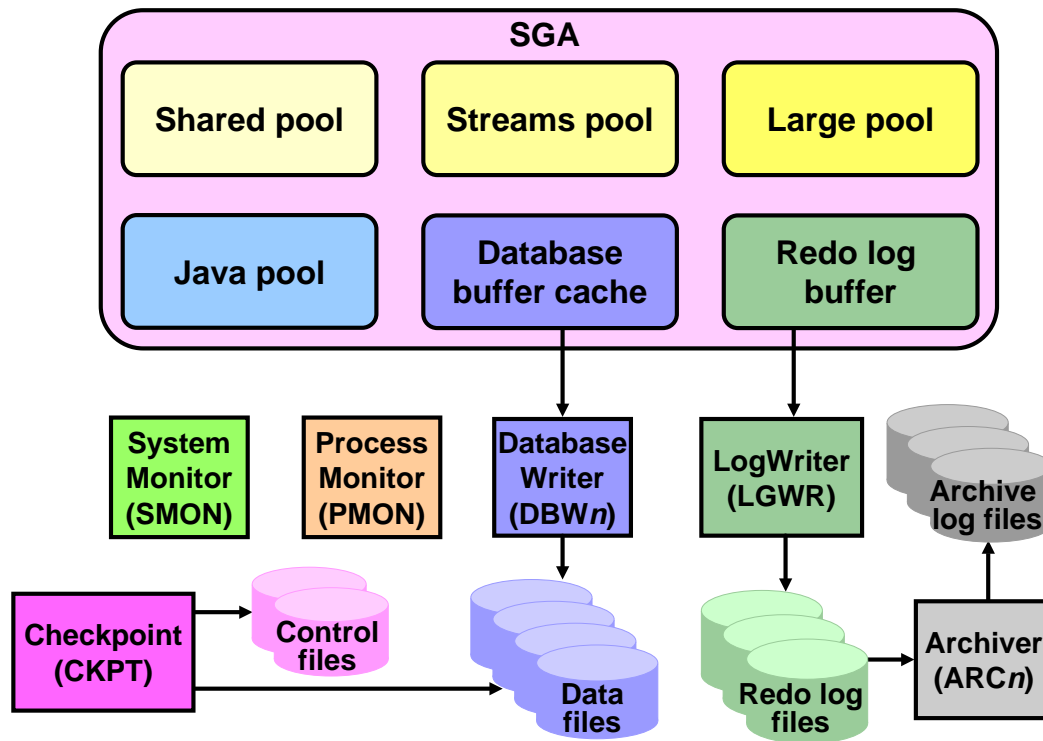 SGA
Shared pool
Streams pool
Large pool
Java pool
Database
buffer cache
Redo log
buffer
System
Monitor
(SMON)
Process
Monitor
(PMON)
Database
Writer
(DBWn)
LogWriter
(LGWR)
Archive
log files
Checkpoint
(CKPT)
Control
files
Data
files
Redo log
files
Archiver
(ARCn)